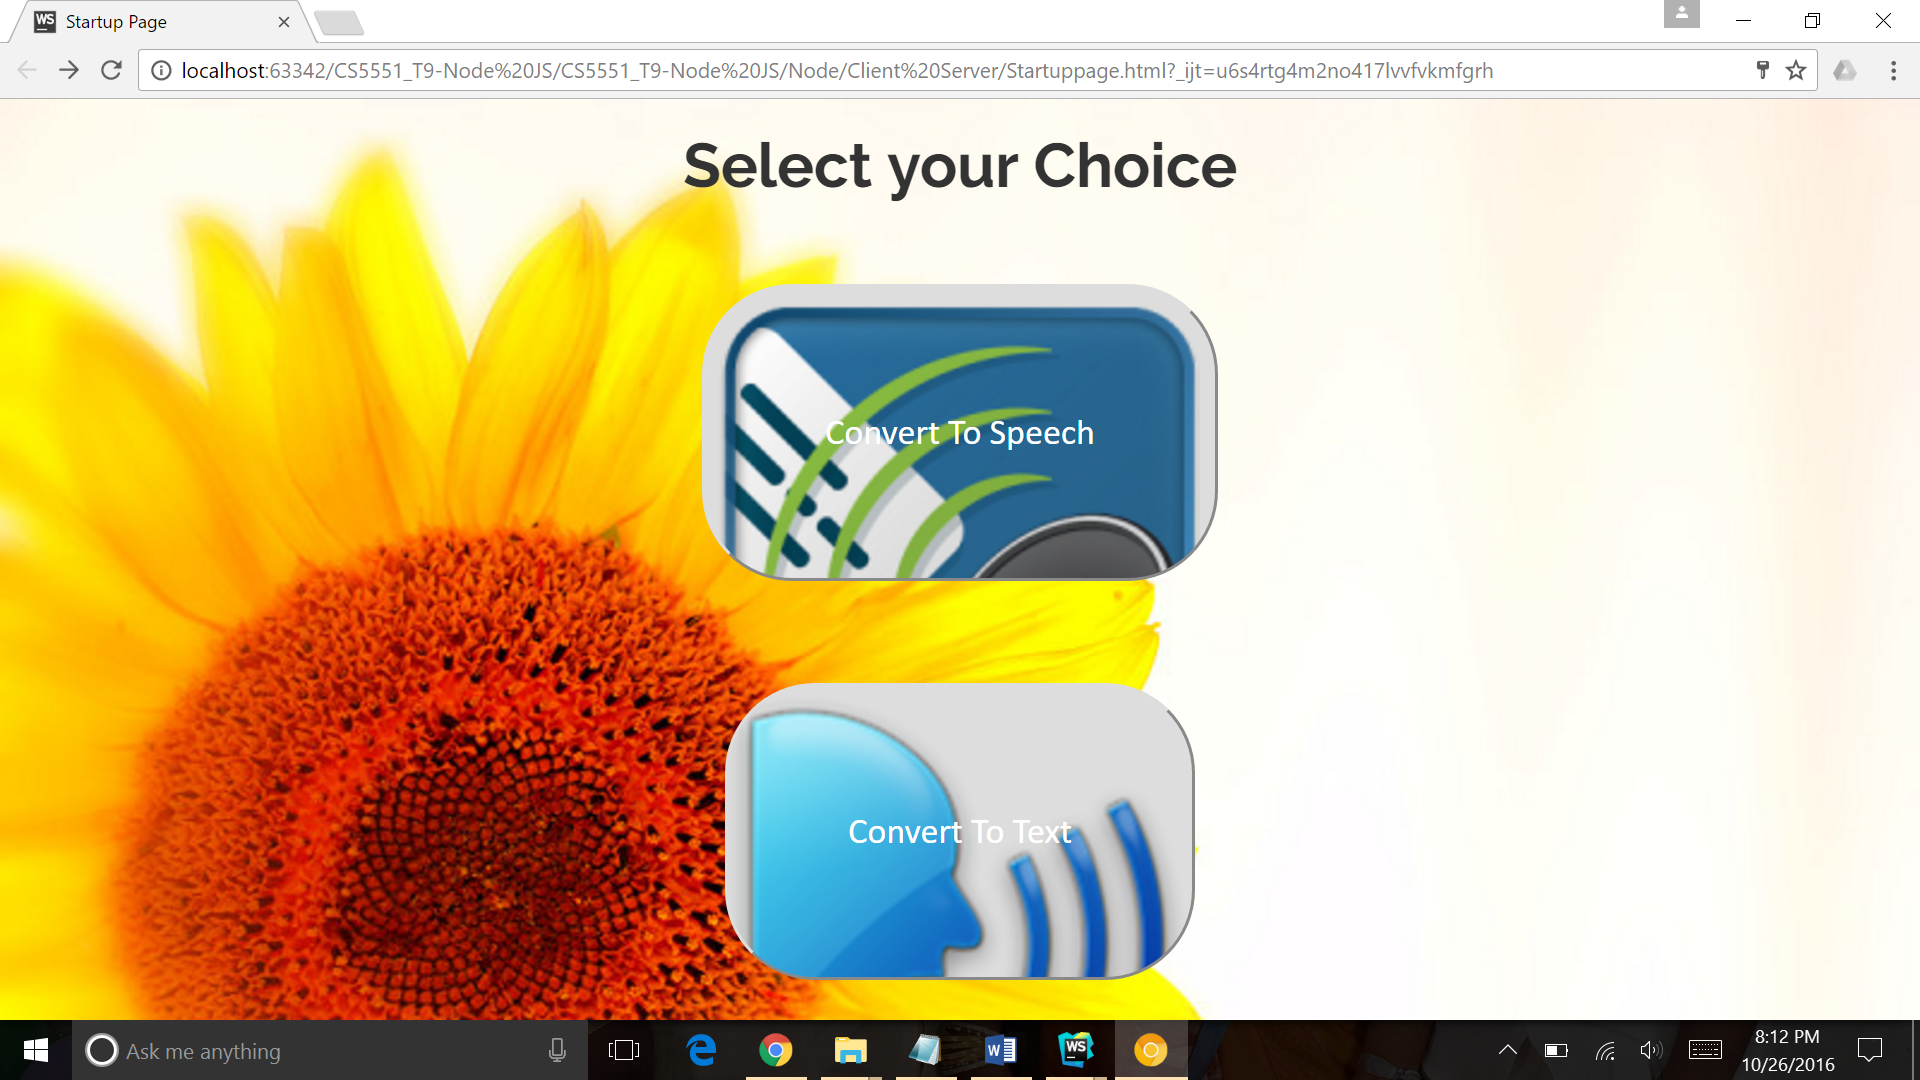 WS Startup Page
localhost:63342/CS5551_T9-Node%20JS/CS5551_T9-Node%20JS/Node/Client%20Server/Startuppage.html?_ijt=u6s4rtg4m2no417lvvfvkmfgrh
Select your Choice
Convert To Speech
Convert To Text
Ask me anything
WS
8:12 PM
10/26/2016